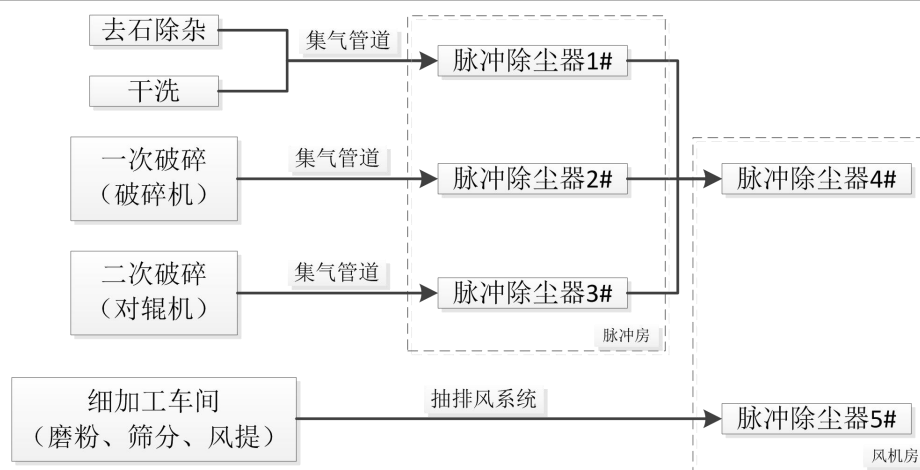 去石除杂
集气管道
脉冲除尘器1#
干洗
一次破碎
（破碎机）
集气管道
脉冲除尘器2#
脉冲除尘器4#
二次破碎
（对辊机）
集气管道
脉冲除尘器3#
脉冲房
细加工车间
（磨粉、筛分、风提）
抽排风系统
脉冲除尘器5#
风机房